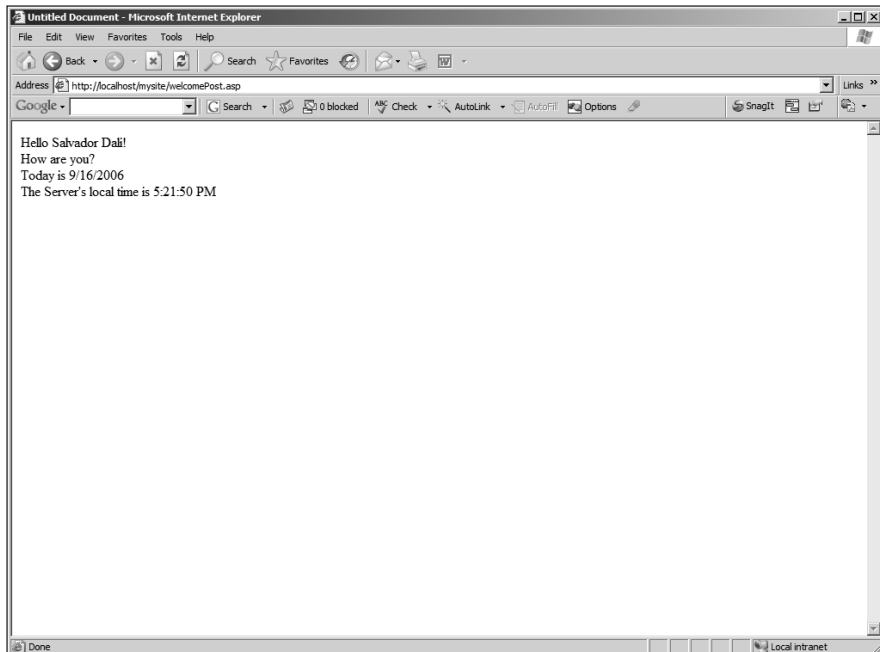 Untitled Document - Microsoft Internet Explorer
File Edit View Favorites Tools Help
Back Search Favorites
Address http://localhost/mysite/welcomePost.asp Links »
Google Search 0 blocked ABC Check AutoLink AutoFill Options SnagIt
Hello Salvador Dali!
How are you?
Today is 9/16/2006
The Server's local time is 5:21:50 PM
Done Local intranet